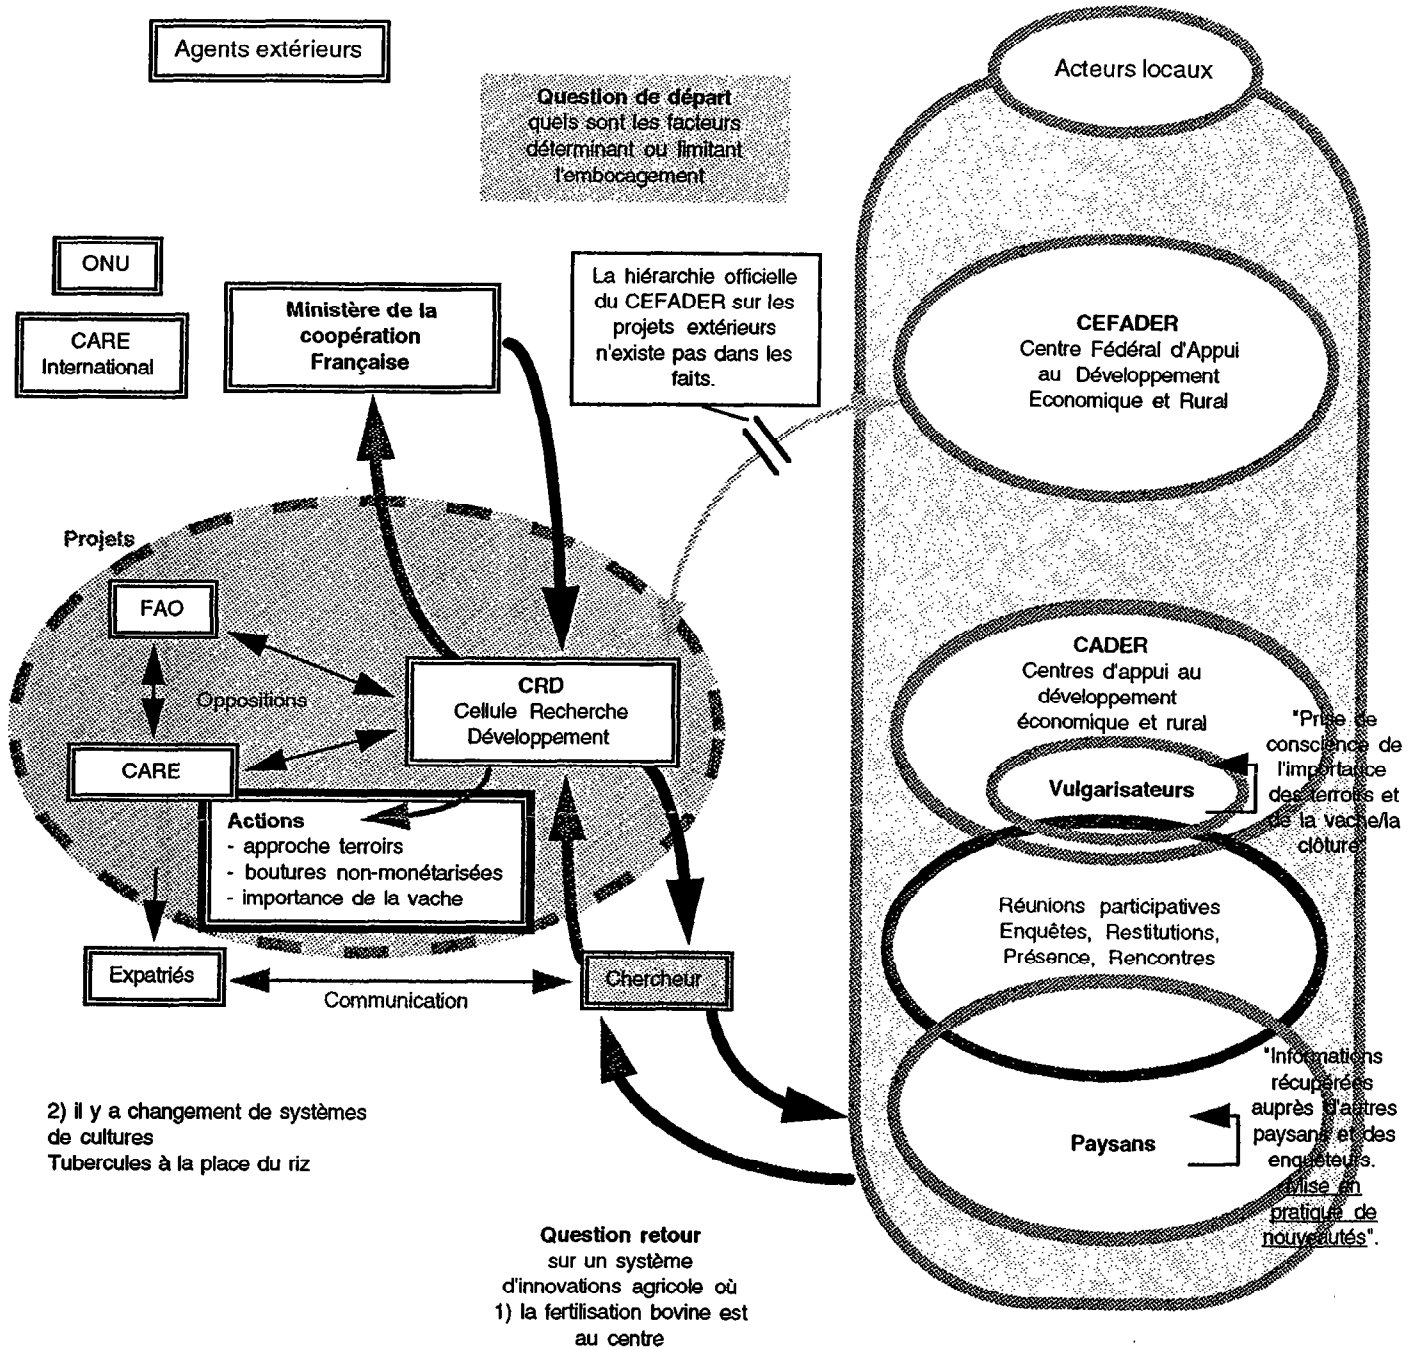 Agents extérieurs
Acteurs locaux
Question de départ
quels sont les facteurs
déterminant ou limitant
l'embocagement
ONU
CARE
International
Ministère de la
coopération
Française
La hiérarchie officielle
du CEFADER sur les
projets extérieurs
n'existe pas dans les
faits.
CEFADER
Centre Fédéral d'Appui
au Développement
Economique et Rural
Projets
FAO
Oppositions
CARE
CRD
Cellule Recherche
Développement
Actions
- approche terroirs
- boutures non-monétarisées
- importance de la vache
CADER
Centres d'appui au
développement
économique et rural
Vulgarisateurs
"Prise de
conscience de
l'importance
des terroirs et
de la vache/la
clôture"
Réunions participatives
Enquêtes, Restitutions,
Présence, Rencontres
Expatriés
Communication
Chercheur
Paysans
"Informations
récupérées
auprès d'autres
paysans et des
enquêteurs.
Mise en
pratique de
nouveautés".
2) il y a changement de systèmes
de cultures
Tubercules à la place du riz
Question retour
sur un système
d'innovations agricole où
1) la fertilisation bovine est
au centre